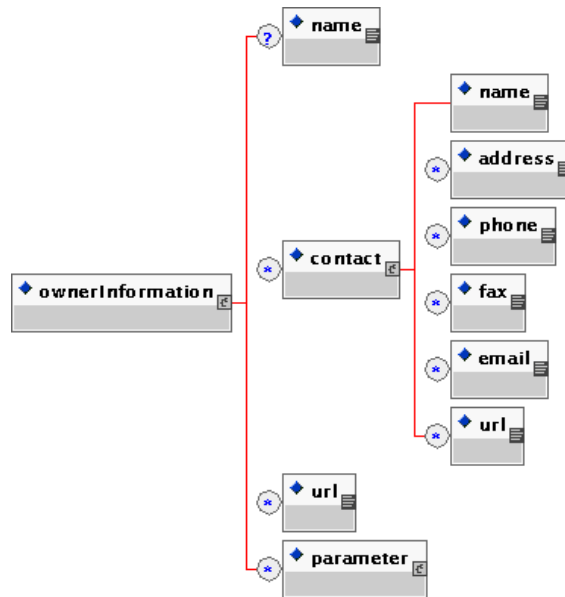 ? name
name
* address
* phone
* contact
ownerInformation
* fax
* email
* url
* url
* parameter